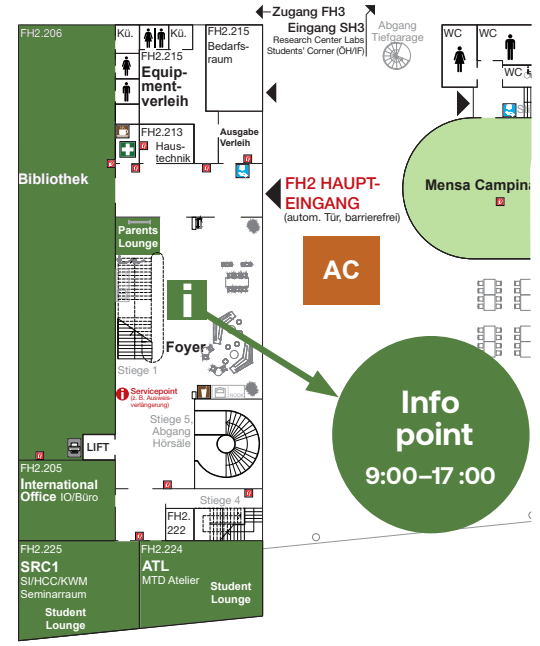 Zugang FH3
Eingang SH3
Research Center Labs
Students' Corner (ÖH/IF)
Abgang
Tiefgarage
WC
WC
WC
FH2.206
Kü.
Kü.
FH2.215
Bedarfs-
raum
FH2.215
Equip-
ment-
verleih
FH2.213
Haus-
technik
Ausgabe
Verleih
Bibliothek
FH2 HAUPT-
EINGANG
(autom. Tür, barrierefrei)
Mensa Campina
Parents
Lounge
AC
i
Foyer
Stiege 1
Servicepoint
(z. B. Ausweis-
verlängerung)
Stiege 5,
Abgang
Hörsäle
Info
point
9:00–17 :00
LIFT
FH2.205
International
Office IO/Büro
Stiege 4
FH2.
222
FH2.225
SRC1
SI/HCC/KWM
Seminarraum
Student
Lounge
FH2.224
ATL
MTD Atelier
Student
Lounge